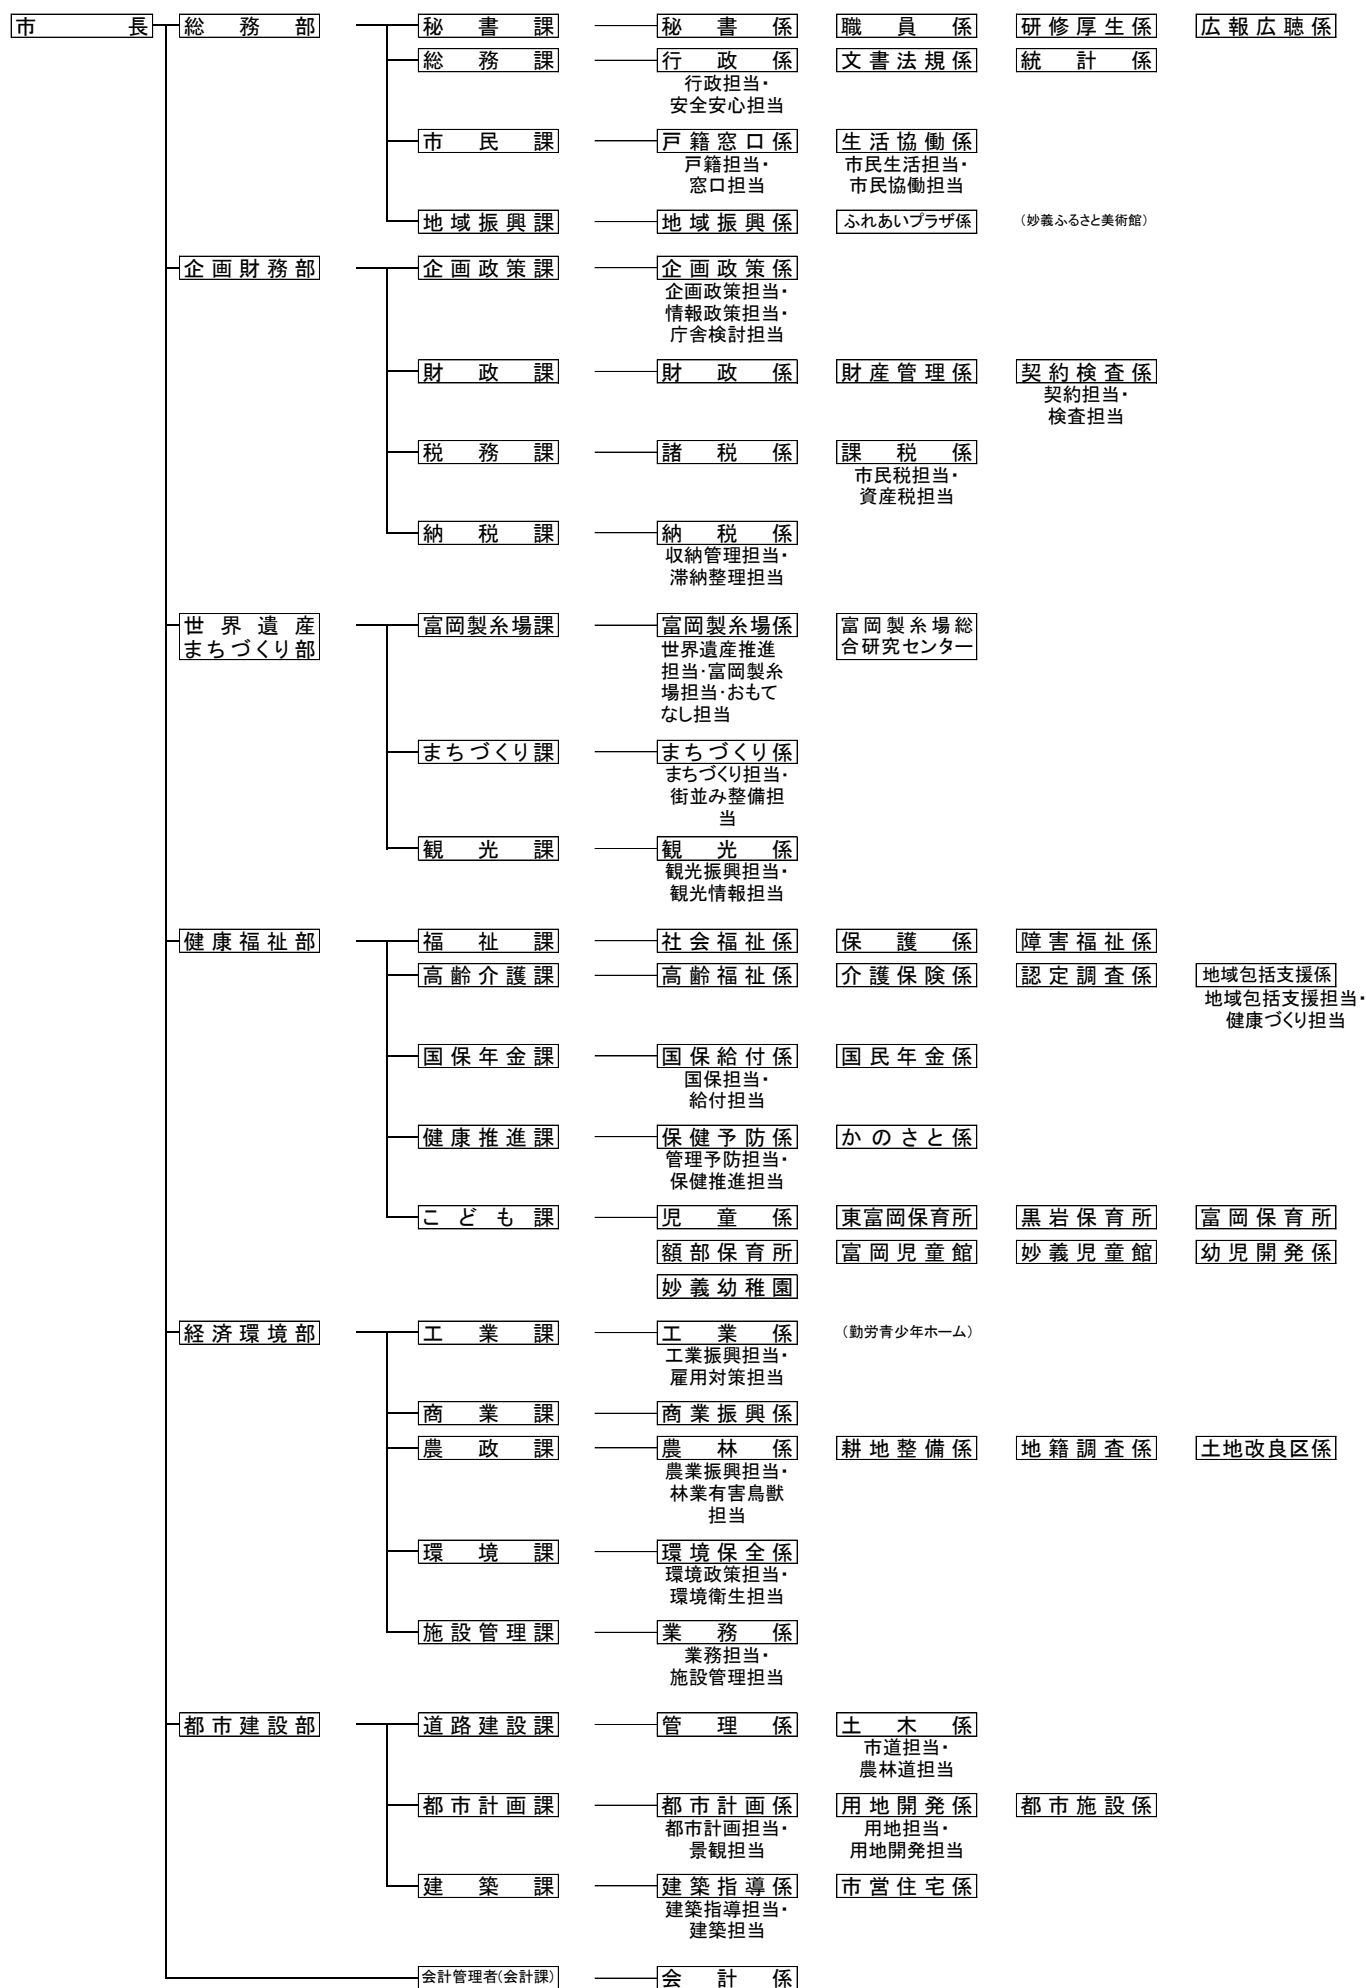 市長 総務部 秘書課 秘書係 職員係 研修厚生係 広報広聴係
総務課 行政係 文書法規係 統計係
行政担当・
安全安心担当
市民課 戸籍窓口係 生活協働係
戸籍担当・ 市民生活担当・
窓口担当 市民協働担当
地域振興課 地域振興係 ふれあいプラザ係 (妙義ふるさと美術館)
企画財務部 企画政策課 企画政策係
企画政策担当・
情報政策担当・
庁舎検討担当
財政課 財政係 財産管理係 契約検査係
契約担当・
検査担当
税務課 諸税係 課税係
市民税担当・
資産税担当
納税課 納税係
収納管理担当・
滞納整理担当
世界遺産 富岡製糸場課 富岡製糸場係 富岡製糸場総
まちづくり部 世界遺産推進 合研究センター
担当・富岡製糸
場担当・おもて
なし担当
まちづくり課 まちづくり係
まちづくり担当・
街並み整備担
当
観光課 観光係
観光振興担当・
観光情報担当
健康福祉部 福祉課 社会福祉係 保護係 障害福祉係
高齢介護課 高齢福祉係 介護保険係 認定調査係 地域包括支援係
地域包括支援担当・
健康づくり担当
国保年金課 国保給付係 国民年金係
国保担当・
給付担当
健康推進課 保健予防係 かのさと係
管理予防担当・
保健推進担当
こども課 児童係 東富岡保育所 黒岩保育所 富岡保育所
額部保育所 富岡児童館 妙義児童館 幼児開発係
妙義幼稚園
経済環境部 工業課 工業係 (勤労青少年ホーム)
工業振興担当・
雇用対策担当
商業課 商業振興係
農政課 農林係 耕地整備係 地籍調査係 土地改良区係
農業振興担当・
林業有害鳥獣
担当
環境課 環境保全係
環境政策担当・
環境衛生担当
施設管理課 業務係
業務担当・
施設管理担当
都市建設部 道路建設課 管理係 土木係
市道担当・
農林道担当
都市計画課 都市計画係 用地開発係 都市施設係
都市計画担当・ 用地担当・
景観担当 用地開発担当
建築課 建築指導係 市営住宅係
建築指導担当・
建築担当
会計管理者(会計課) 会計係